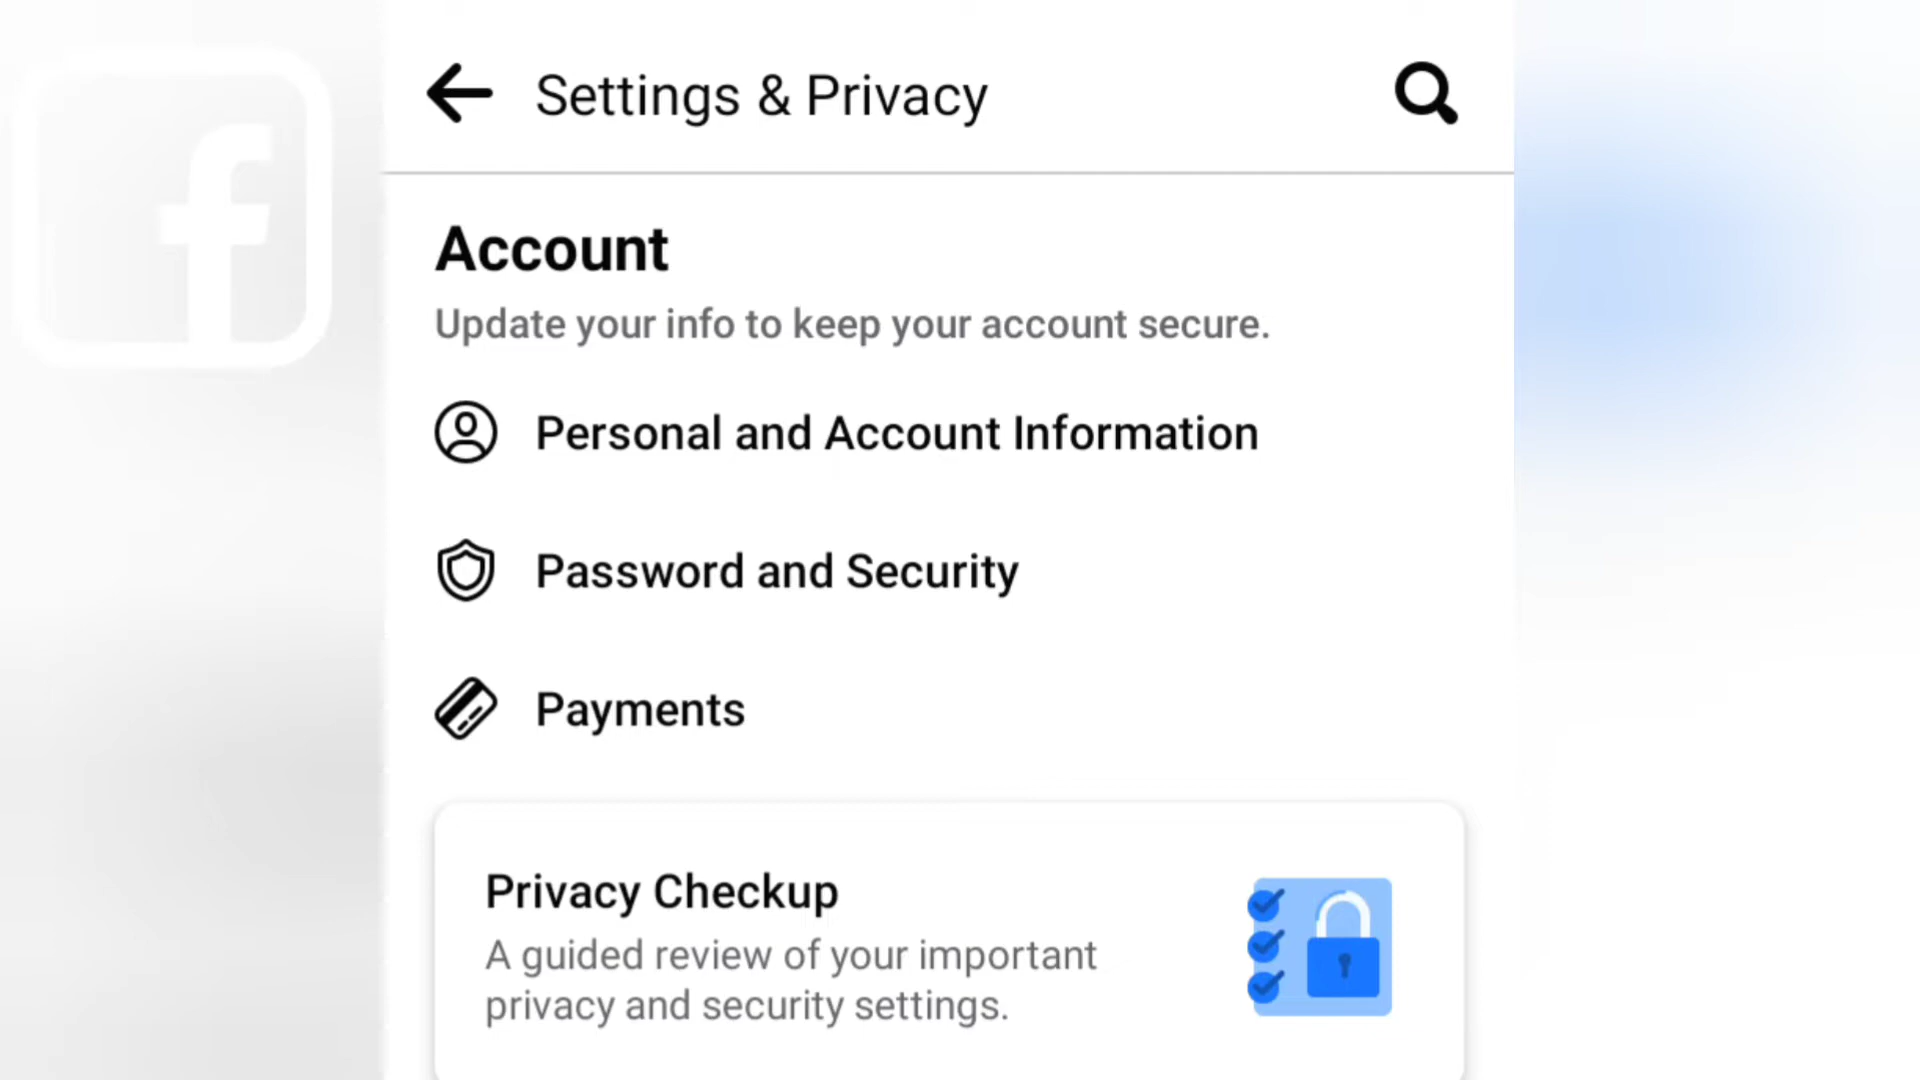 Settings & Privacy
Account
Update your info to keep your account secure.
Personal and Account Information
Password and Security
Payments
Privacy Checkup
A guided review of your important
privacy and security settings.